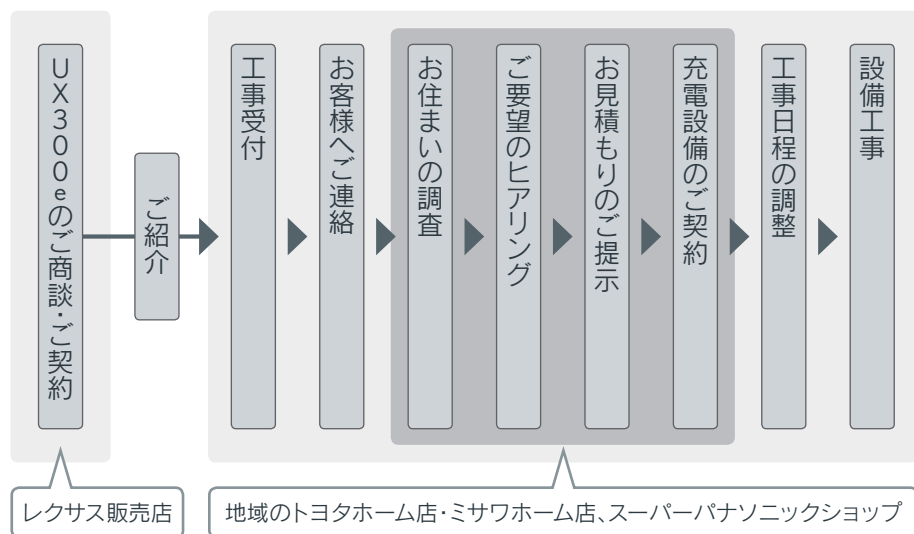 UX300eのご商談・ご契約
ご紹介
工事受付
お客様へご連絡
お住まいの調査
ご要望のヒアリング
お見積もりのご提示
充電設備のご契約
工事日程の調整
設備工事
レクサス販売店
地域のトヨタホーム店・ミサワホーム店、スーパーパナソニックショップ